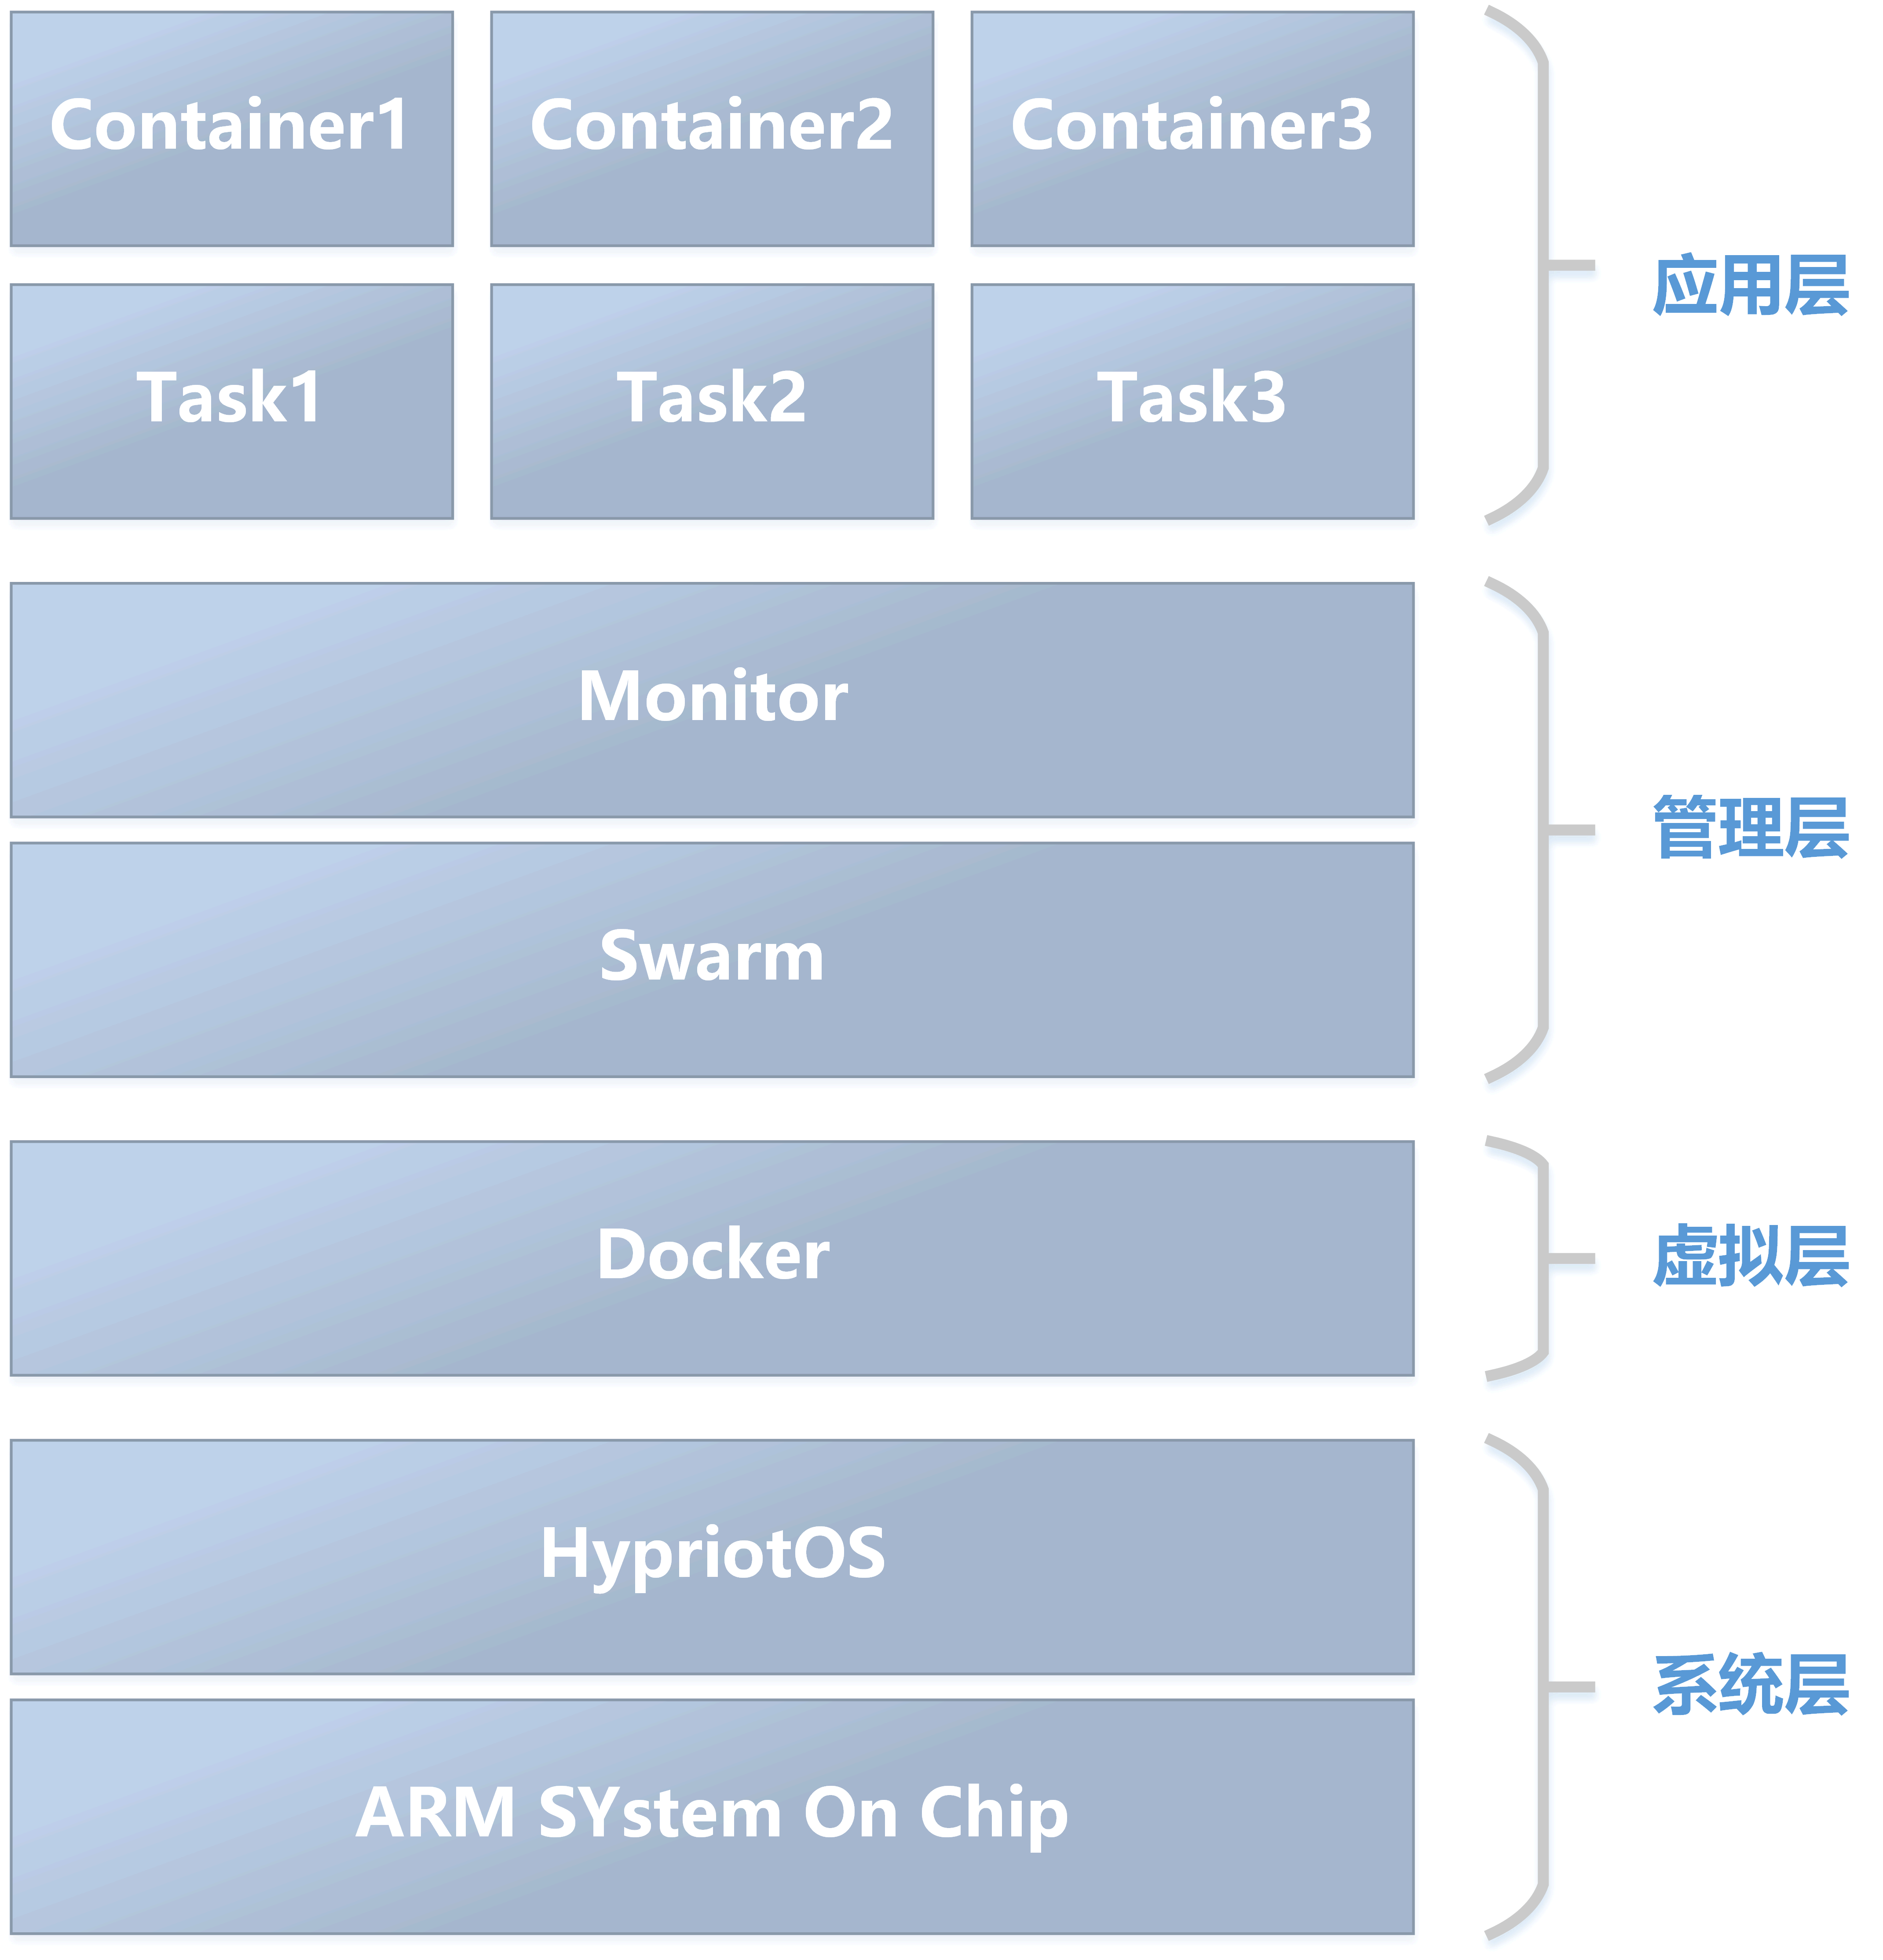 Container1 Container2 Container3
应用层
Task1 Task2 Task3
Monitor
管理层
Swarm
Docker
虚拟层
HypriotOS
系统层
ARM SYstem On Chip